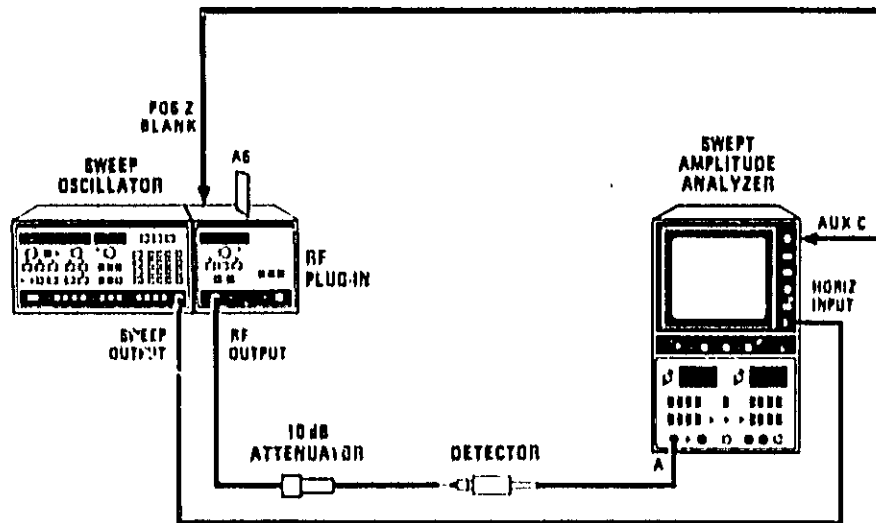 POS Z
BLANK
A6
SWEEP
OSCILLATOR
SWEPT
AMPLITUDE
ANALYZER
AUX C
RF
PLUG-IN
HORIZ
INPUT
SWEEP
OUTPUT
RF
OUTPUT
10 dB
ATTENUATOR
DETECTOR
A